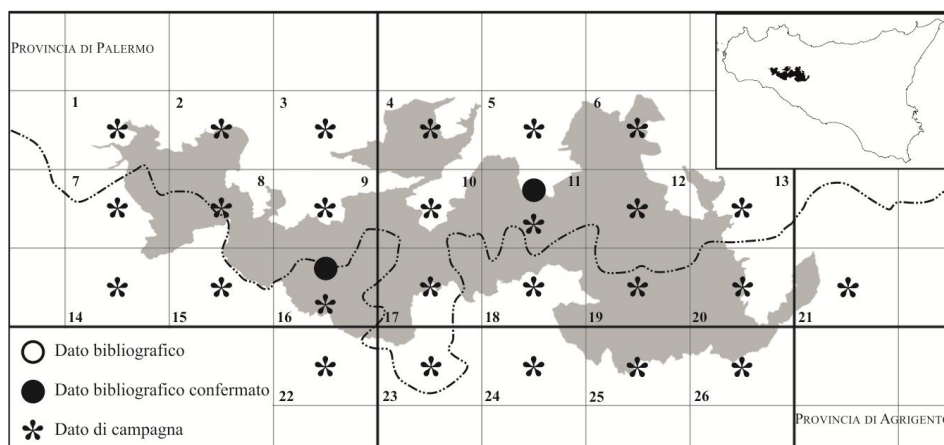 PROVINCIA DI PALERMO
1 2 3 4 5 6
7 8 9 10 11 12 13
14 15 16 17 18 19 20 21
Dato bibliografico
Dato bibliografico confermato
22 23 24 25 26
Dato di campagna
PROVINCIA DI AGRIGENTO